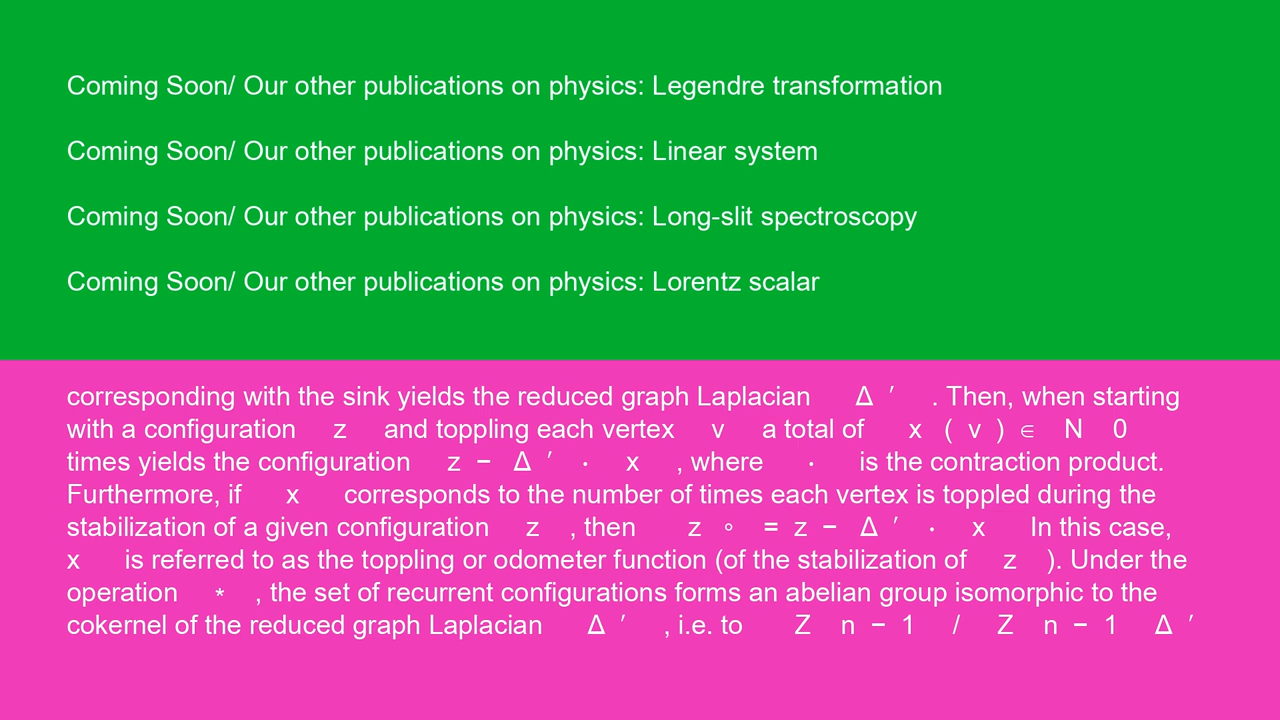 Coming Soon/ Our other publications on physics: Legendre transformation
Coming Soon/ Our other publications on physics: Linear system
Coming Soon/ Our other publications on physics: Long-slit spectroscopy
Coming Soon/ Our other publications on physics: Lorentz scalar
corresponding with the sink yields the reduced graph Laplacian Δ ′ . Then, when starting
with a configuration z and toppling each vertex v a total of x ( v ) ∈ N 0
times yields the configuration z − Δ ′ ⋅ x , where ⋅ is the contraction product.
Furthermore, if x corresponds to the number of times each vertex is toppled during the
stabilization of a given configuration z , then z ∘ = z − Δ ′ ⋅ x In this case,
x is referred to as the toppling or odometer function (of the stabilization of z ). Under the
operation * , the set of recurrent configurations forms an abelian group isomorphic to the
cokernel of the reduced graph Laplacian Δ ′ , i.e. to Z n − 1 / Z n − 1 Δ ′